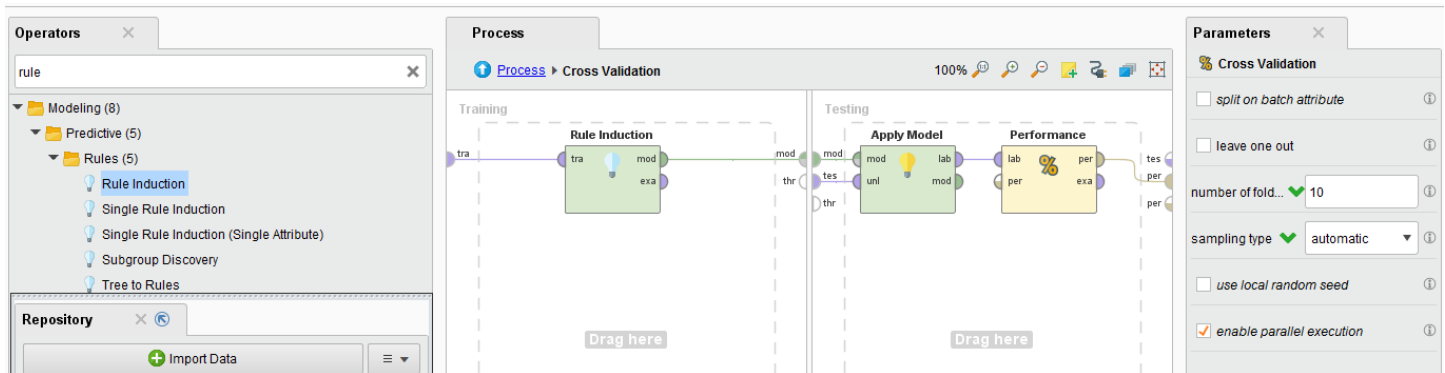 Operators
rule
Modeling (8)
Predictive (5)
Rules (5)
Rule Induction
Single Rule Induction
Single Rule Induction (Single Attribute)
Subgroup Discovery
Tree to Rules
Repository
Import Data
Process
Process Cross Validation
100%
Training
Rule Induction
tra
tra mod
exa
mod
thr
Testing
Apply Model
Performance
mod
tes
thr
mod lab
unl mod
lab per
per exa
tes
per
per
Drag here
Drag here
Parameters
% Cross Validation
split on batch attribute
leave one out
number of fold... 10
sampling type automatic
use local random seed
enable parallel execution